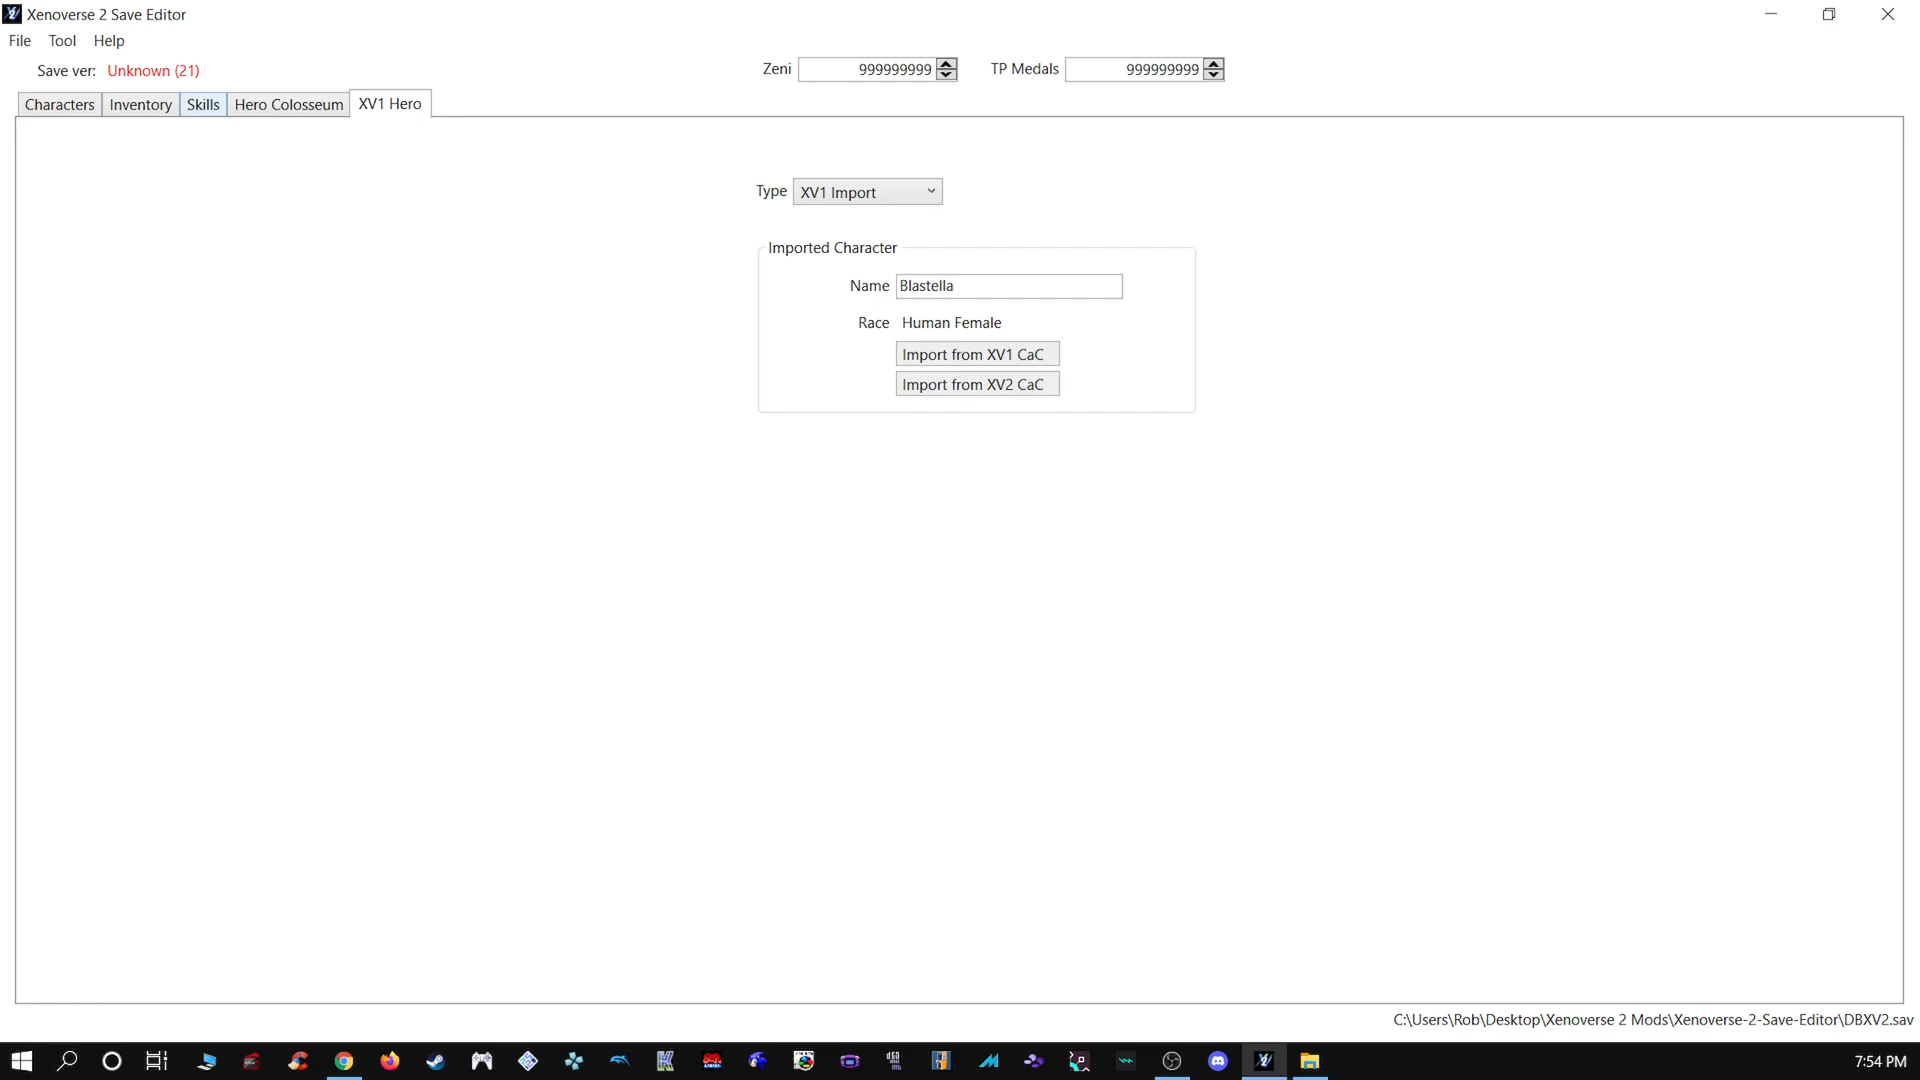 Xenoverse 2 Save Editor
File Tool Help
Save ver: Unknown (21)
Zeni 999999999 TP Medals 999999999
Characters Inventory Skills Hero Colosseum XV1 Hero
Type XV1 Import
Imported Character
Name Blastella
Race Human Female
Import from XV1 CaC
Import from XV2 CaC
C:\Users\Rob\Desktop\Xenoverse 2 Mods\Xenoverse-2-Save-Editor\DBXV2.sav
7:54 PM